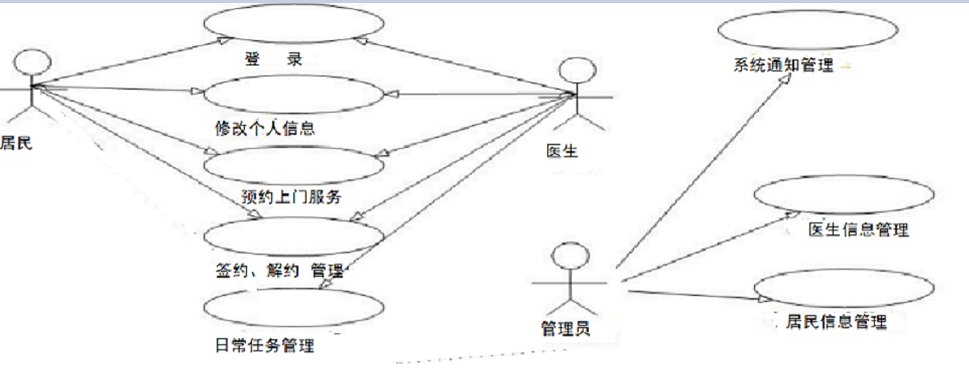 登 录
系统通知管理
修改个人信息
居民
医生
预约上门服务
医生信息管理
签约、解约 管理
管理员
居民信息管理
日常任务管理